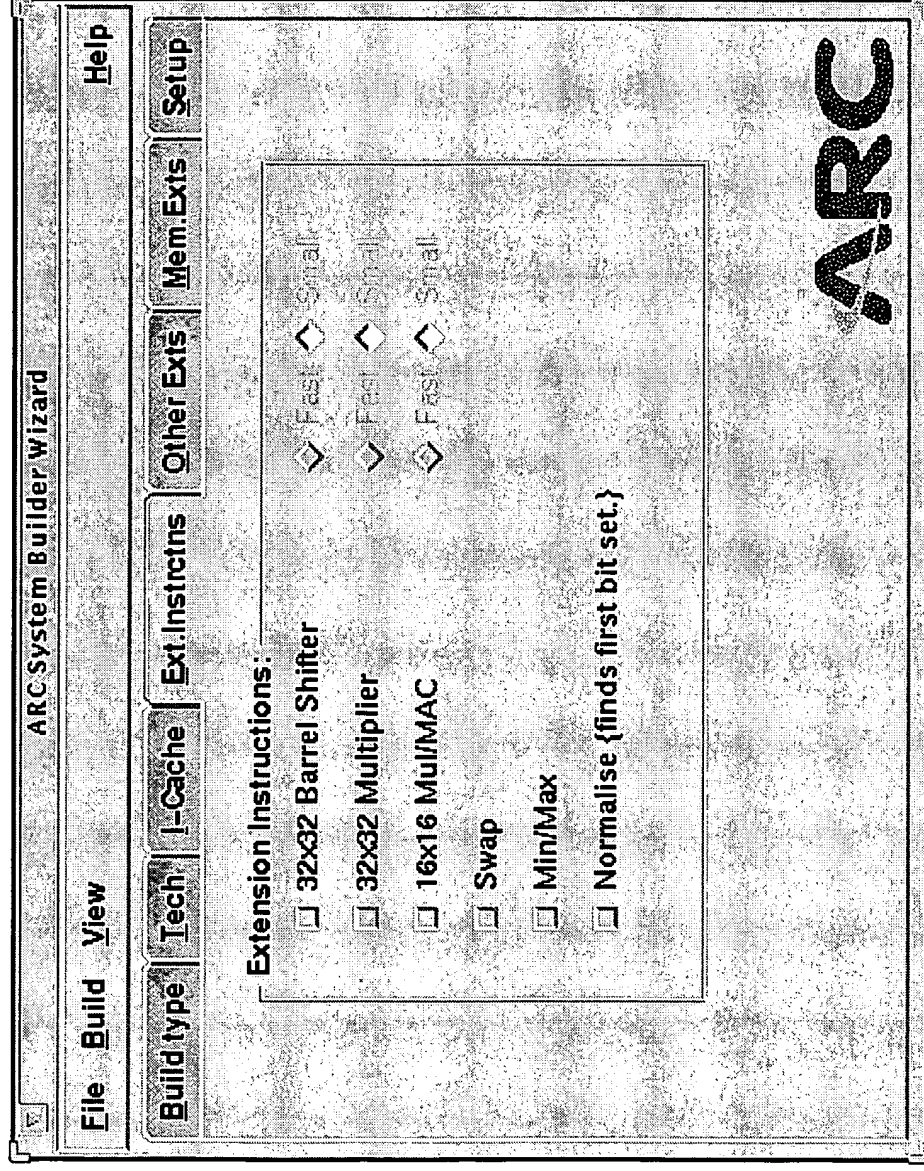 ARC System Builder Wizard
File Build View Help
Build type Tech I-Cache Ext.Instrctns Other Exts Mem.Exts Setup
Extension Instructions:
32x32 Barrel Shifter Fast Small
32x32 Multiplier Fast Small
16x16 Mul/MAC Fast Small
Swap
Min/Max
Normalise {finds first bit set.}
ARC